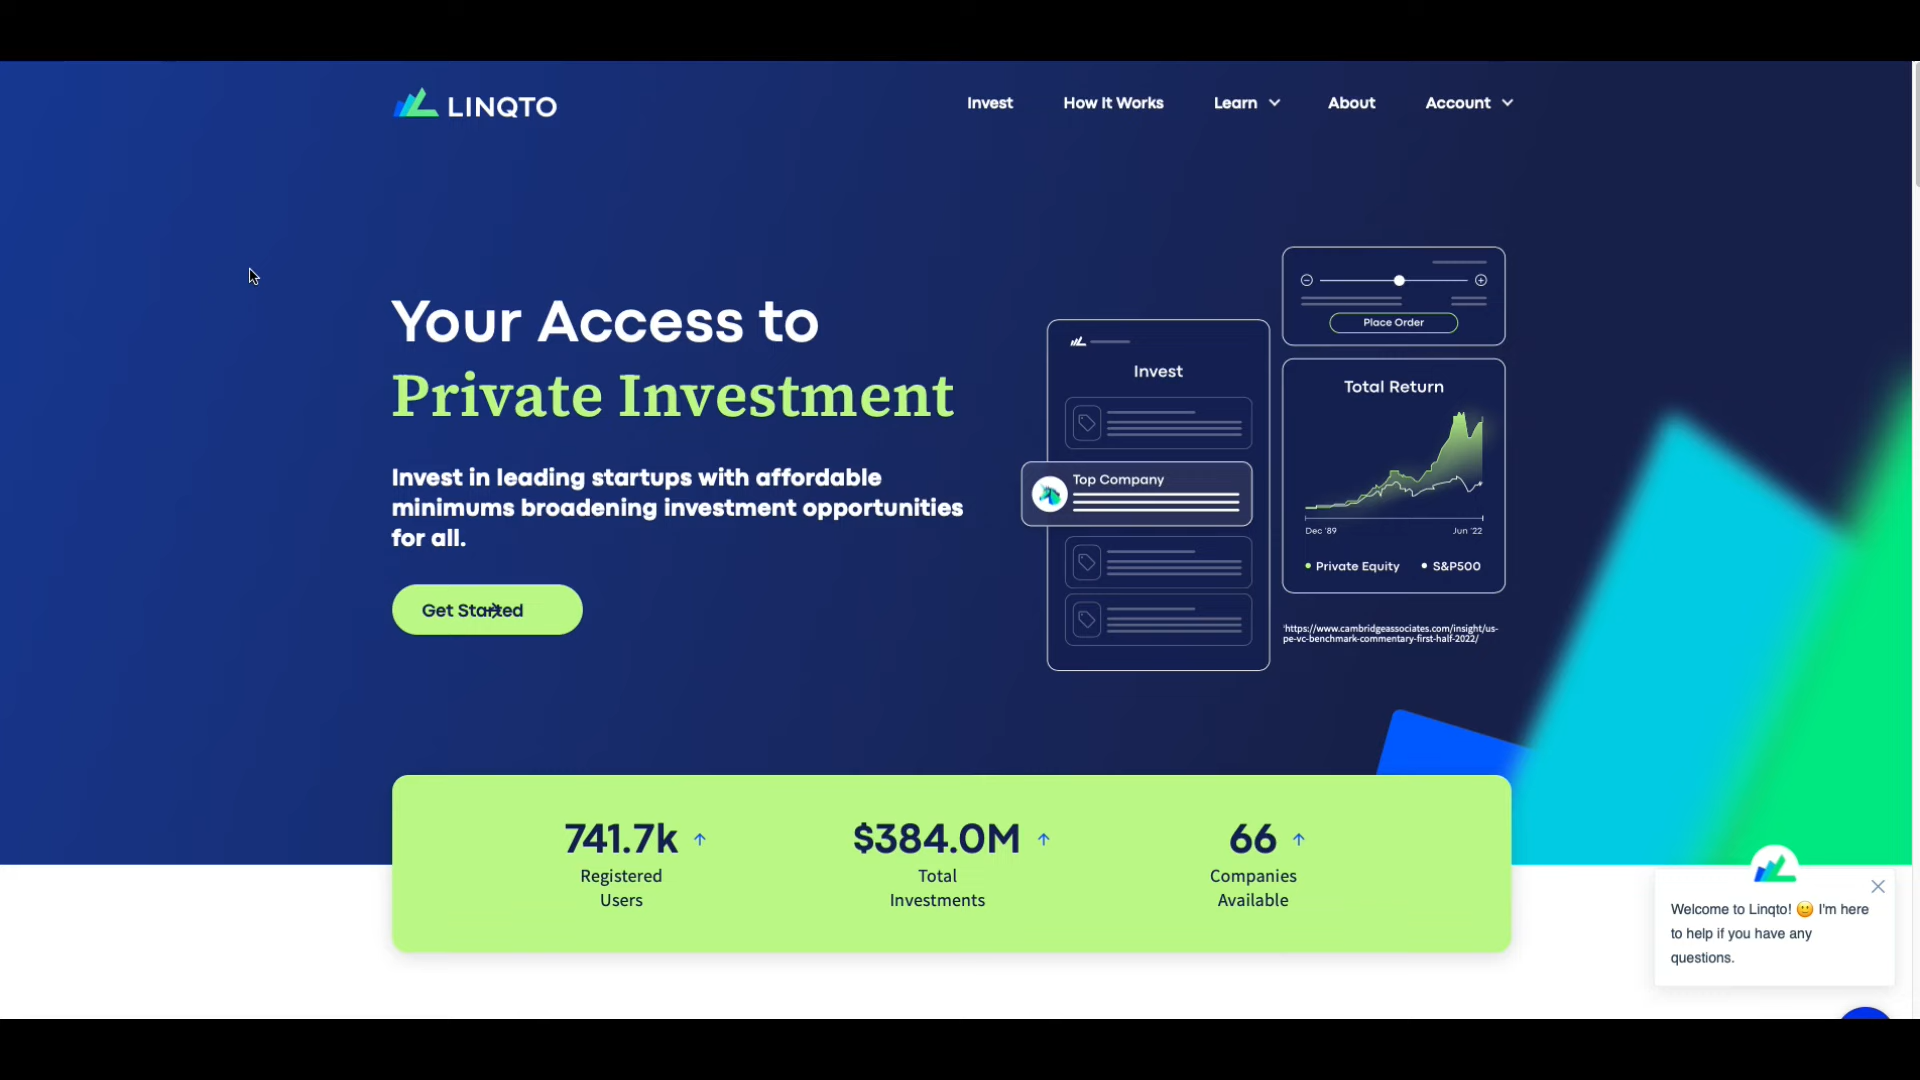 LINQTO
Invest
How It Works
Learn
About
Account
Your Access to
Private Investment
Invest in leading startups with affordable
minimums broadening investment opportunities
for all.
Get Started
Invest
Top Company
Place Order
Total Return
Dec '89
Jun '22
Private Equity
S&P500
'https://www.cambridgeassociates.com/insight/us-
pe-vc-benchmark-commentary-first-half-2022/
741.7k
Registered
Users
$384.0M
Total
Investments
66
Companies
Available
Welcome to Linqto! 🙂 I'm here
to help if you have any
questions.